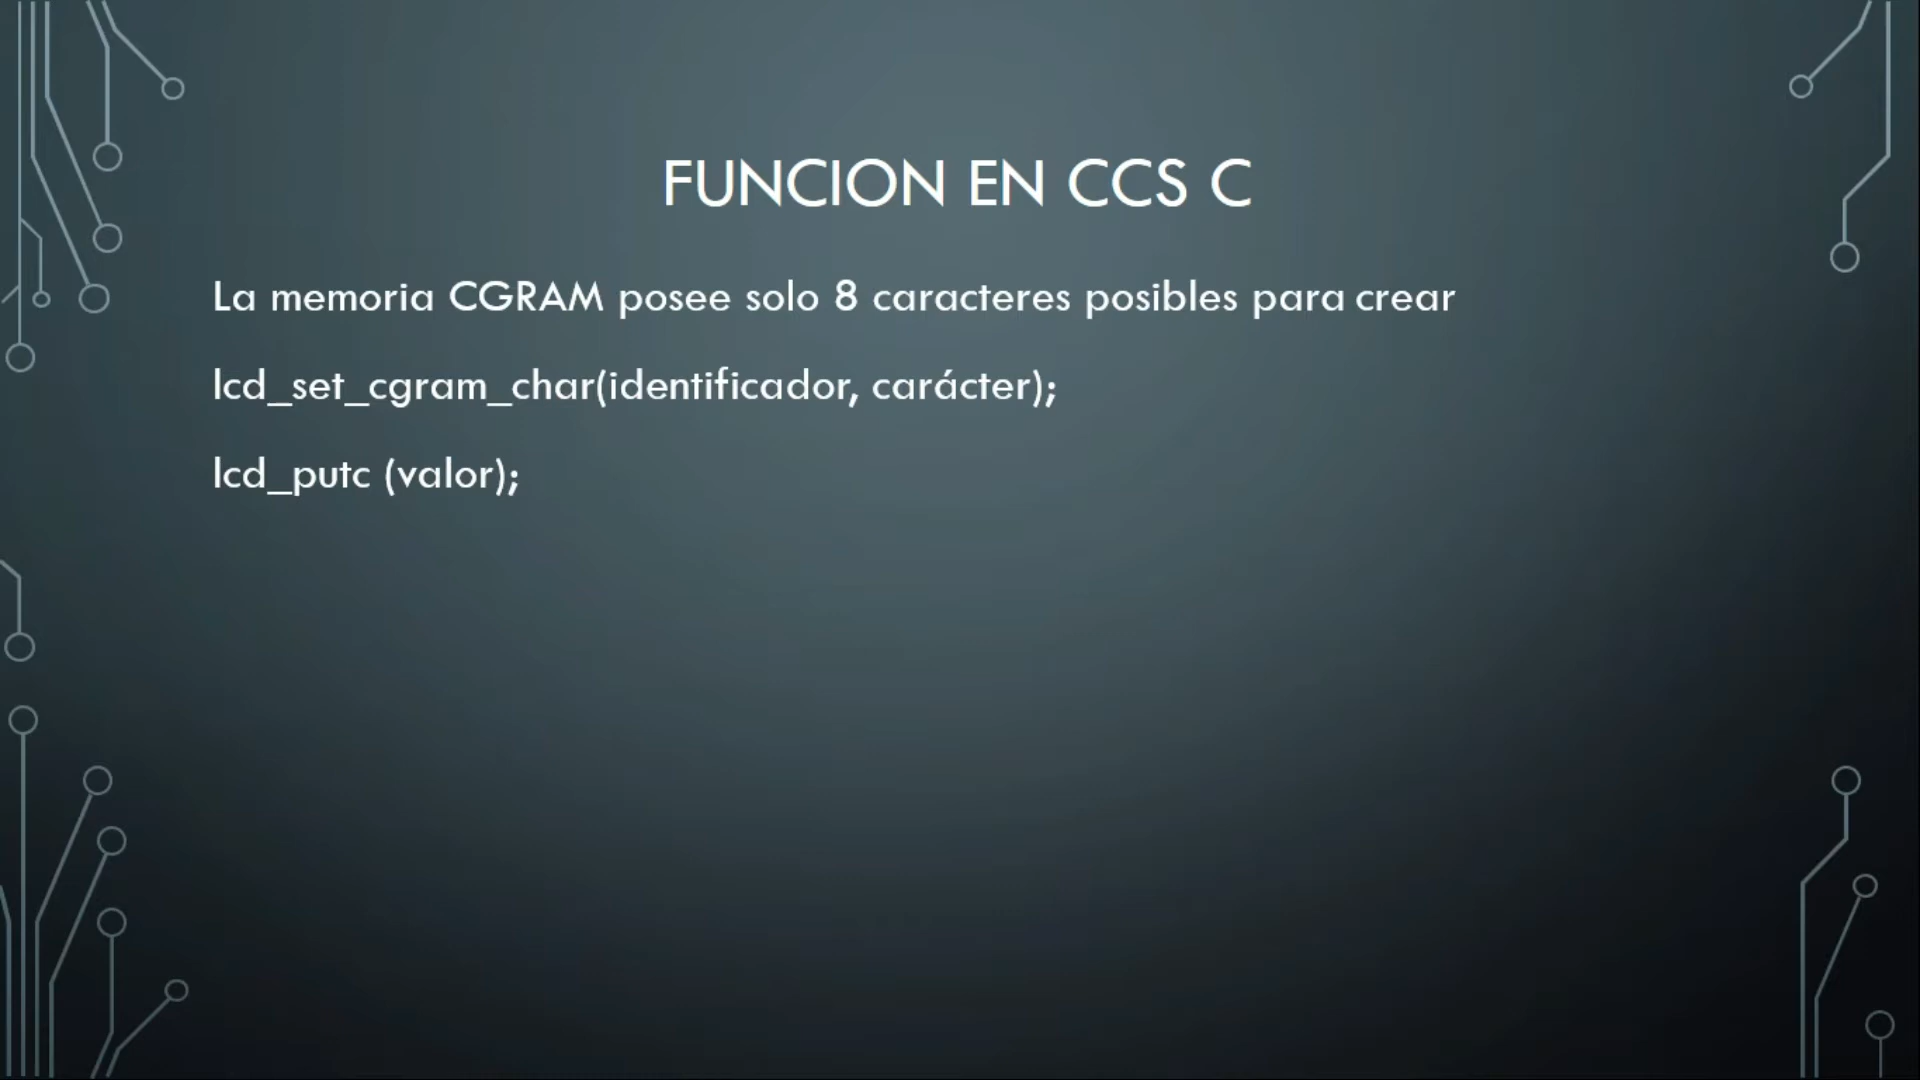 FUNCION EN CCS C
La memoria CGRAM posee solo 8 caracteres posibles para crear
lcd_set_cgram_char(identificador, carácter);
lcd_putc (valor);